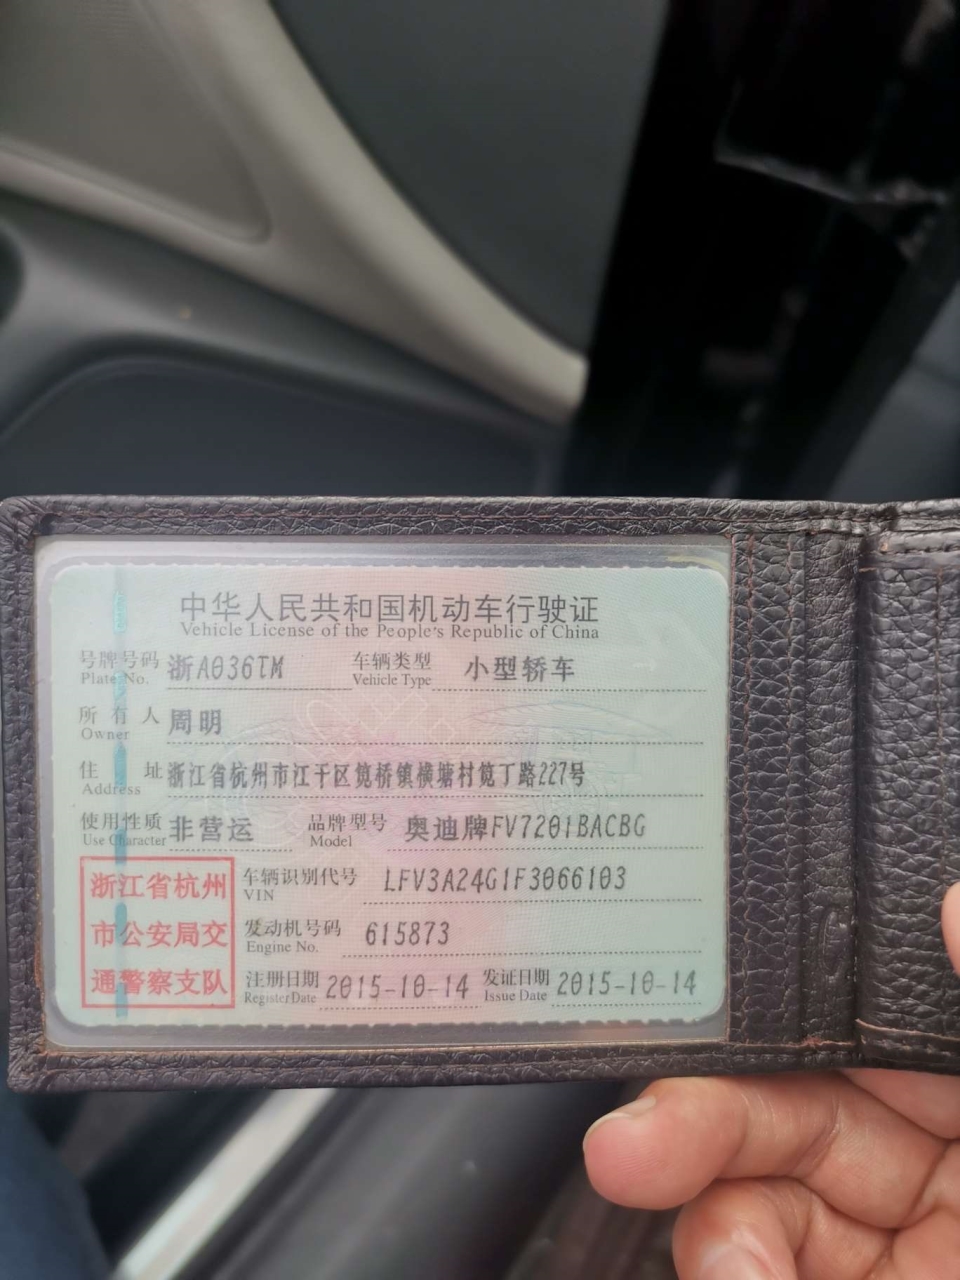 中华人民共和国机动车行驶证
Vehicle License of the People's Republic of China
号牌号码 浙A036TM 车辆类型 小型轿车
Plate No. Vehicle Type
所有人 周明
Owner
住址 浙江省杭州市江干区笕桥镇横塘村笕丁路227号
Address
使用性质 非营运 品牌型号 奥迪牌FV7201BACBG
Use Character Model
浙江省杭州
市公安局交
通警察支队
车辆识别代号 LFV3A24G1F3066103
VIN
发动机号码 615873
Engine No.
注册日期 2015-10-14 发证日期 2015-10-14
Register Date Issue Date